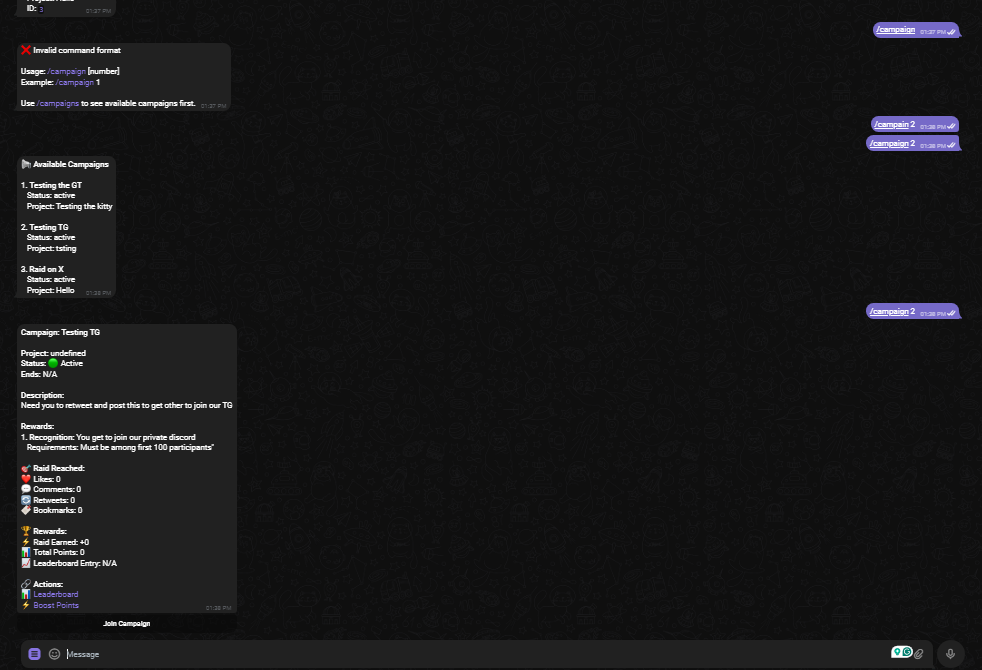 ID: 3
01:37 PM
/campaign 01:37 PM
Invalid command format
Usage: /campaign [number]
Example: /campaign 1
Use /campaigns to see available campaigns first. 01:37 PM
/campain 2 01:38 PM
/campaign 2 01:38 PM
Available Campaigns
1. Testing the GT
Status: active
Project: Testing the kitty
2. Testing TG
Status: active
Project: tsting
3. Raid on X
Status: active
Project: Hello 01:38 PM
/campaign 2 01:38 PM
Campaign: Testing TG
Project: undefined
Status: Active
Ends: N/A
Description:
Need you to retweet and post this to get other to join our TG
Rewards:
1. Recognition: You get to join our private discord
Requirements: Must be among first 100 participants"
Raid Reached:
Likes: 0
Comments: 0
Retweets: 0
Bookmarks: 0
Rewards:
Raid Earned: +0
Total Points: 0
Leaderboard Entry: N/A
Actions:
Leaderboard
Boost Points 01:38 PM
Join Campaign
Message